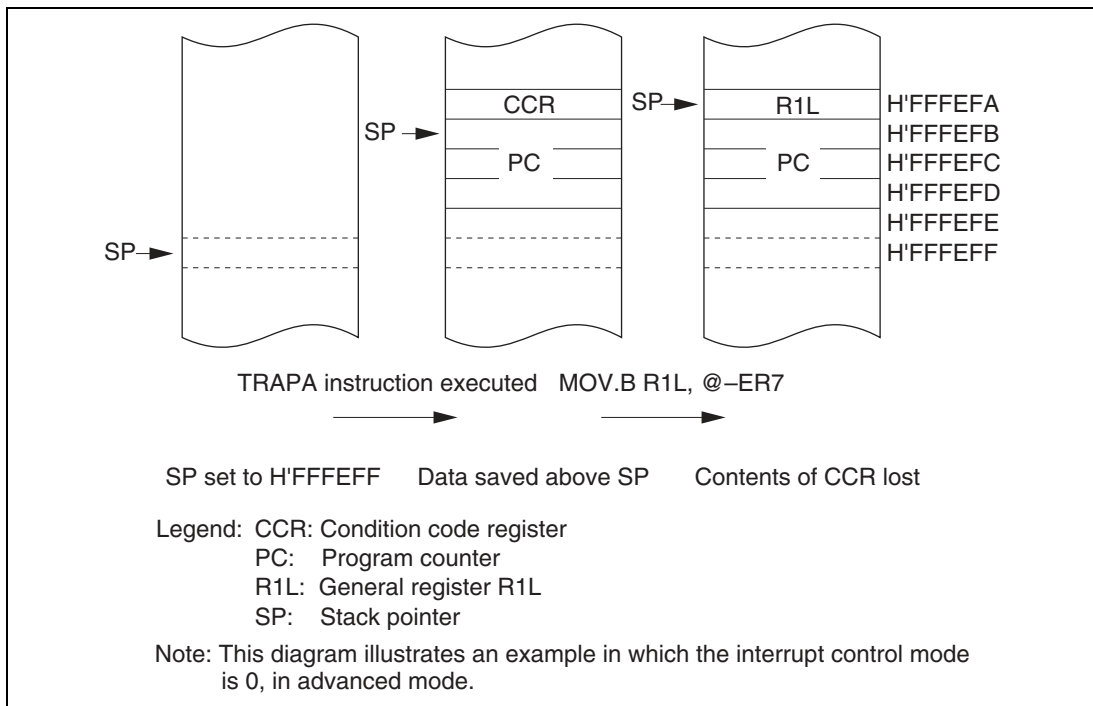 CCR SP R1L H'FFFEFA
SP H'FFFEFB
PC PC H'FFFEFC
H'FFFEFD
H'FFFEFE
SP H'FFFEFF
TRAPA instruction executed MOV.B R1L, @–ER7
SP set to H'FFFEFF Data saved above SP Contents of CCR lost
Legend: CCR: Condition code register
PC: Program counter
R1L: General register R1L
SP: Stack pointer
Note: This diagram illustrates an example in which the interrupt control mode
is 0, in advanced mode.